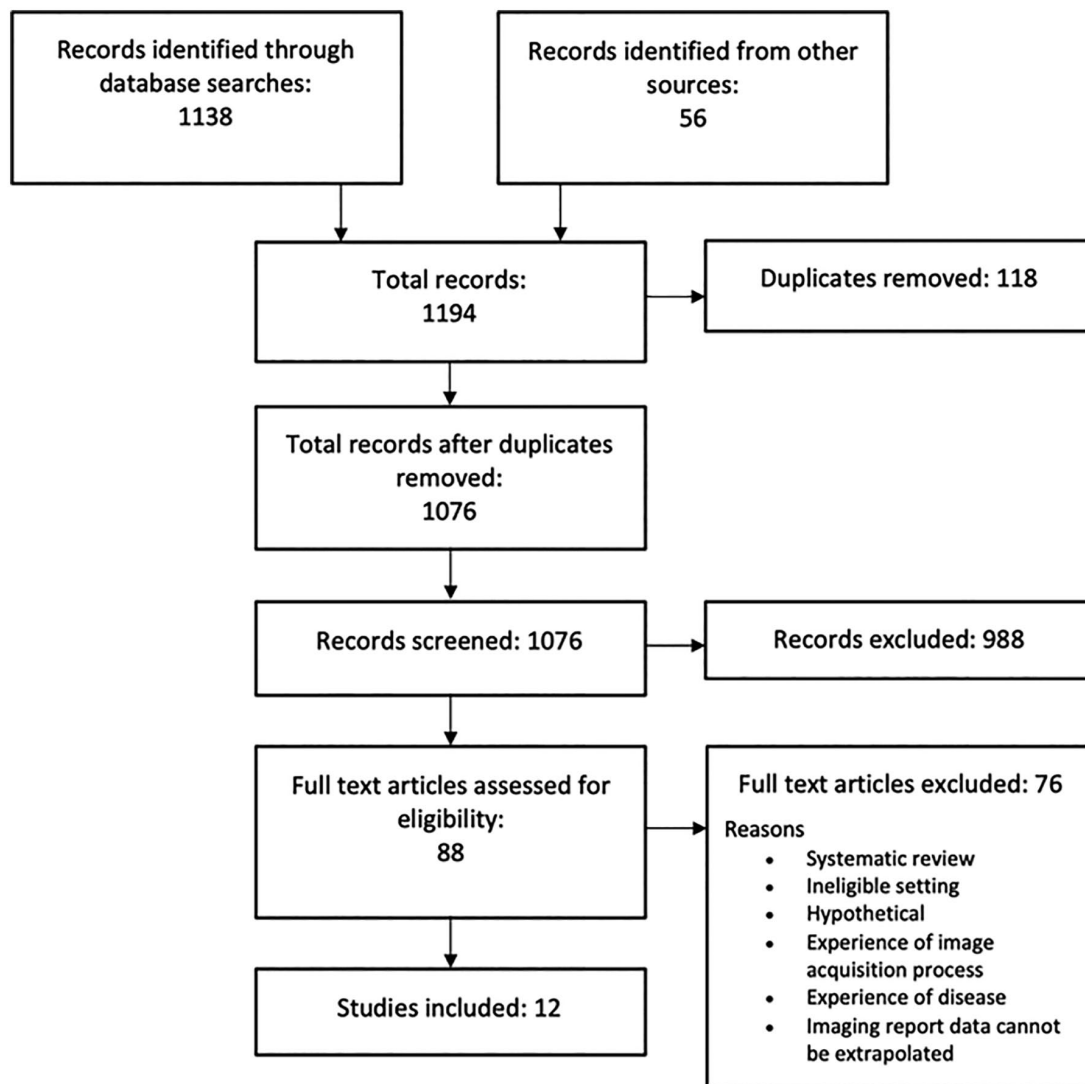 Records identified through
database searches:
1138
Records identified from other
sources:
56
Total records:
1194
Duplicates removed: 118
Total records after duplicates
removed:
1076
Records screened: 1076
Records excluded: 988
Full text articles assessed for
eligibility:
88
Full text articles excluded: 76
Reasons
• Systematic review
• Ineligible setting
• Hypothetical
• Experience of image
acquisition process
• Experience of disease
• Imaging report data cannot
be extrapolated
Studies included: 12